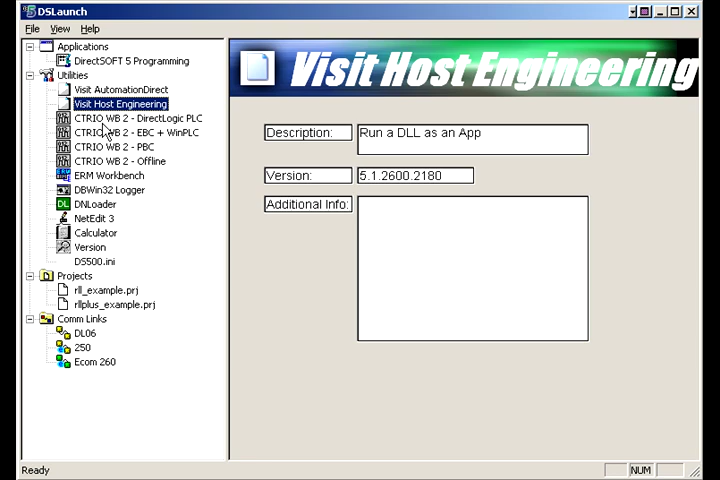 DSLaunch
File View Help
Applications
DirectSOFT 5 Programming
Utilities
Visit AutomationDirect
Visit Host Engineering
CTRIO WB 2 - DirectLogic PLC
CTRIO WB 2 - EBC + WinPLC
CTRIO WB 2 - PBC
CTRIO WB 2 - Offline
ERM Workbench
DBWin32 Logger
DNLoader
NetEdit 3
Calculator
Version
DS500.ini
Projects
rll_example.prj
rllplus_example.prj
Comm Links
DL06
250
Ecom 260
Visit Host Engineering
Description: Run a DLL as an App
Version: 5.1.2600.2180
Additional Info:
Ready NUM